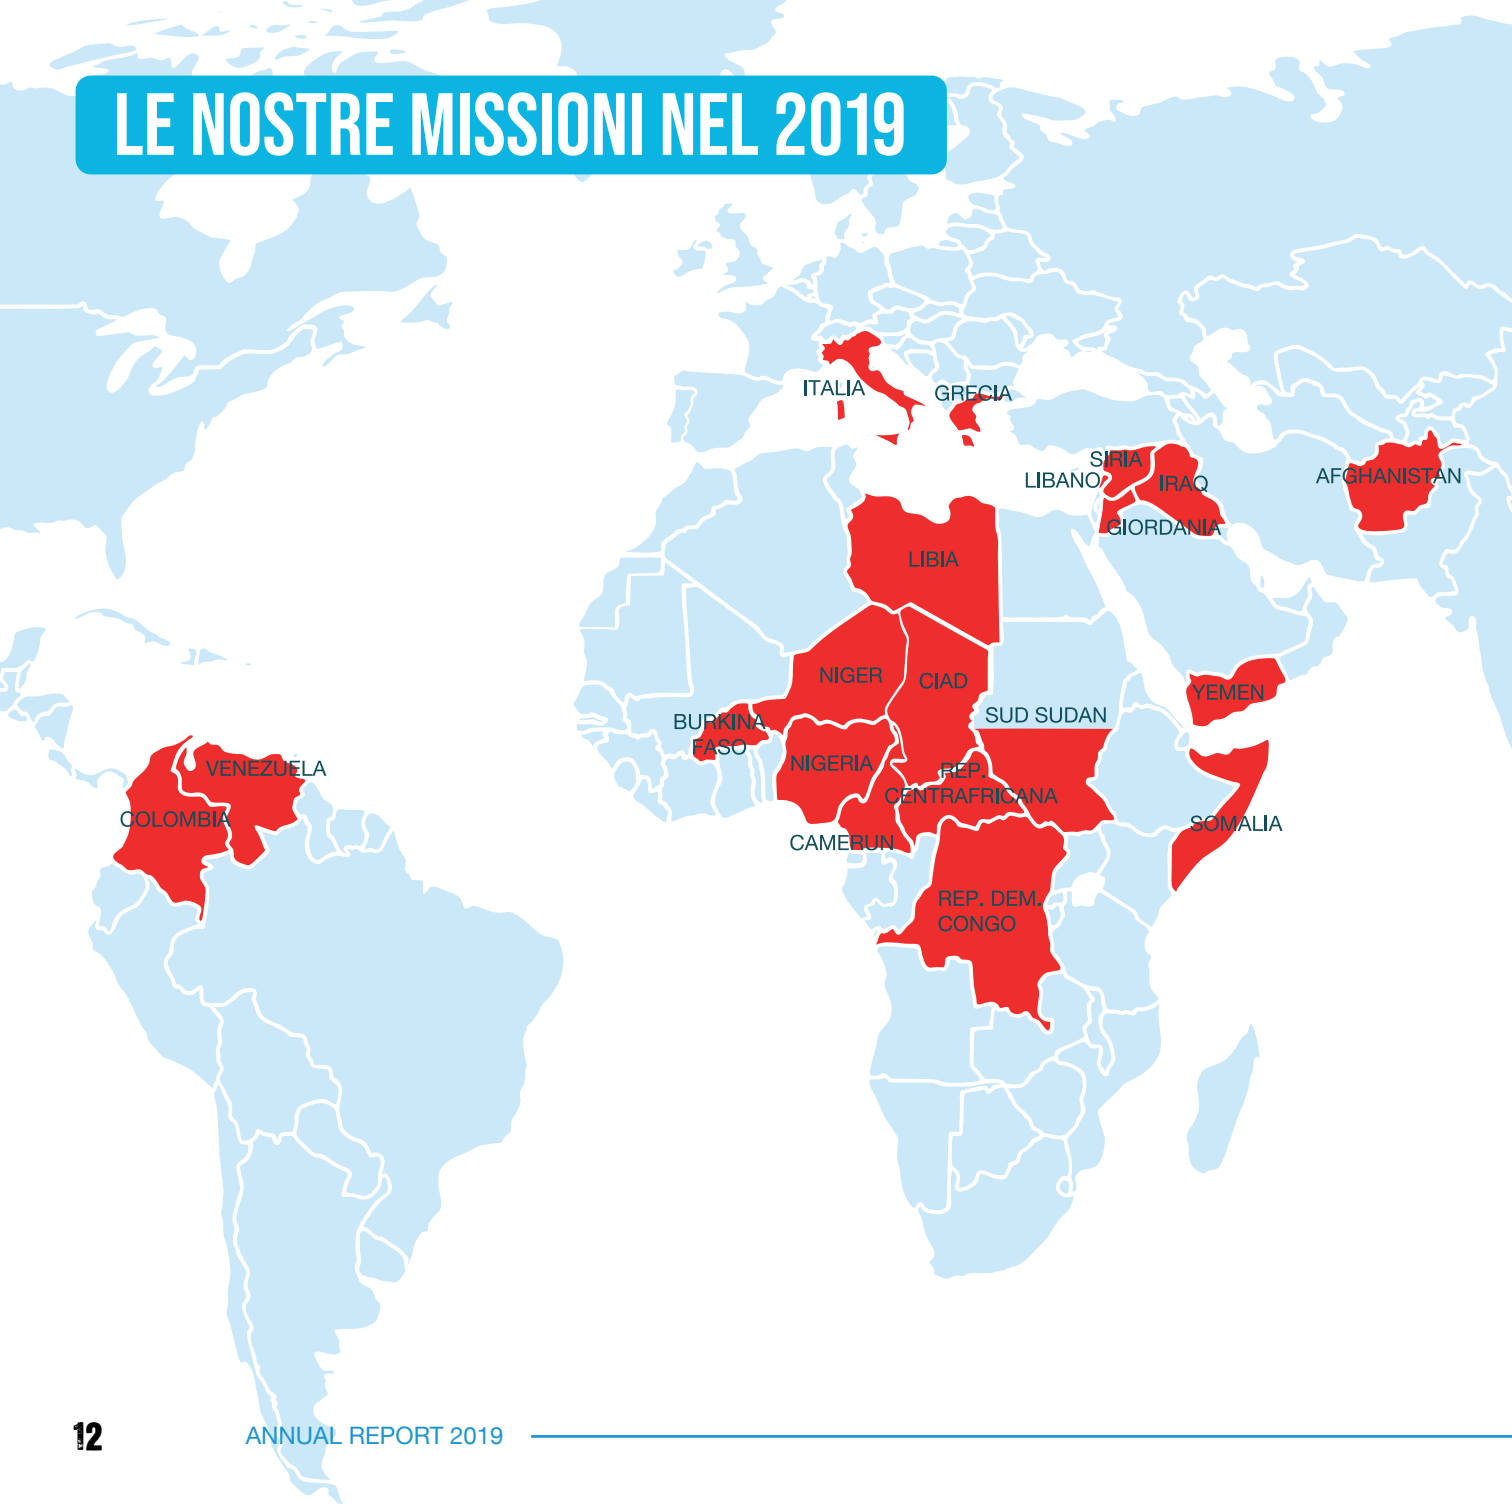 LE NOSTRE MISSIONI NEL 2019
ITALIA
GRECIA
SIRIA
LIBANO
IRAQ
AFGHANISTAN
GIORDANIA
LIBIA
NIGER
CIAD
YEMEN
SUD SUDAN
BURKINA
FASO
NIGERIA
REP.
CENTRAFRICANA
VENEZUELA
COLOMBIA
SOMALIA
CAMERUN
REP. DEM.
CONGO
12
ANNUAL REPORT 2019